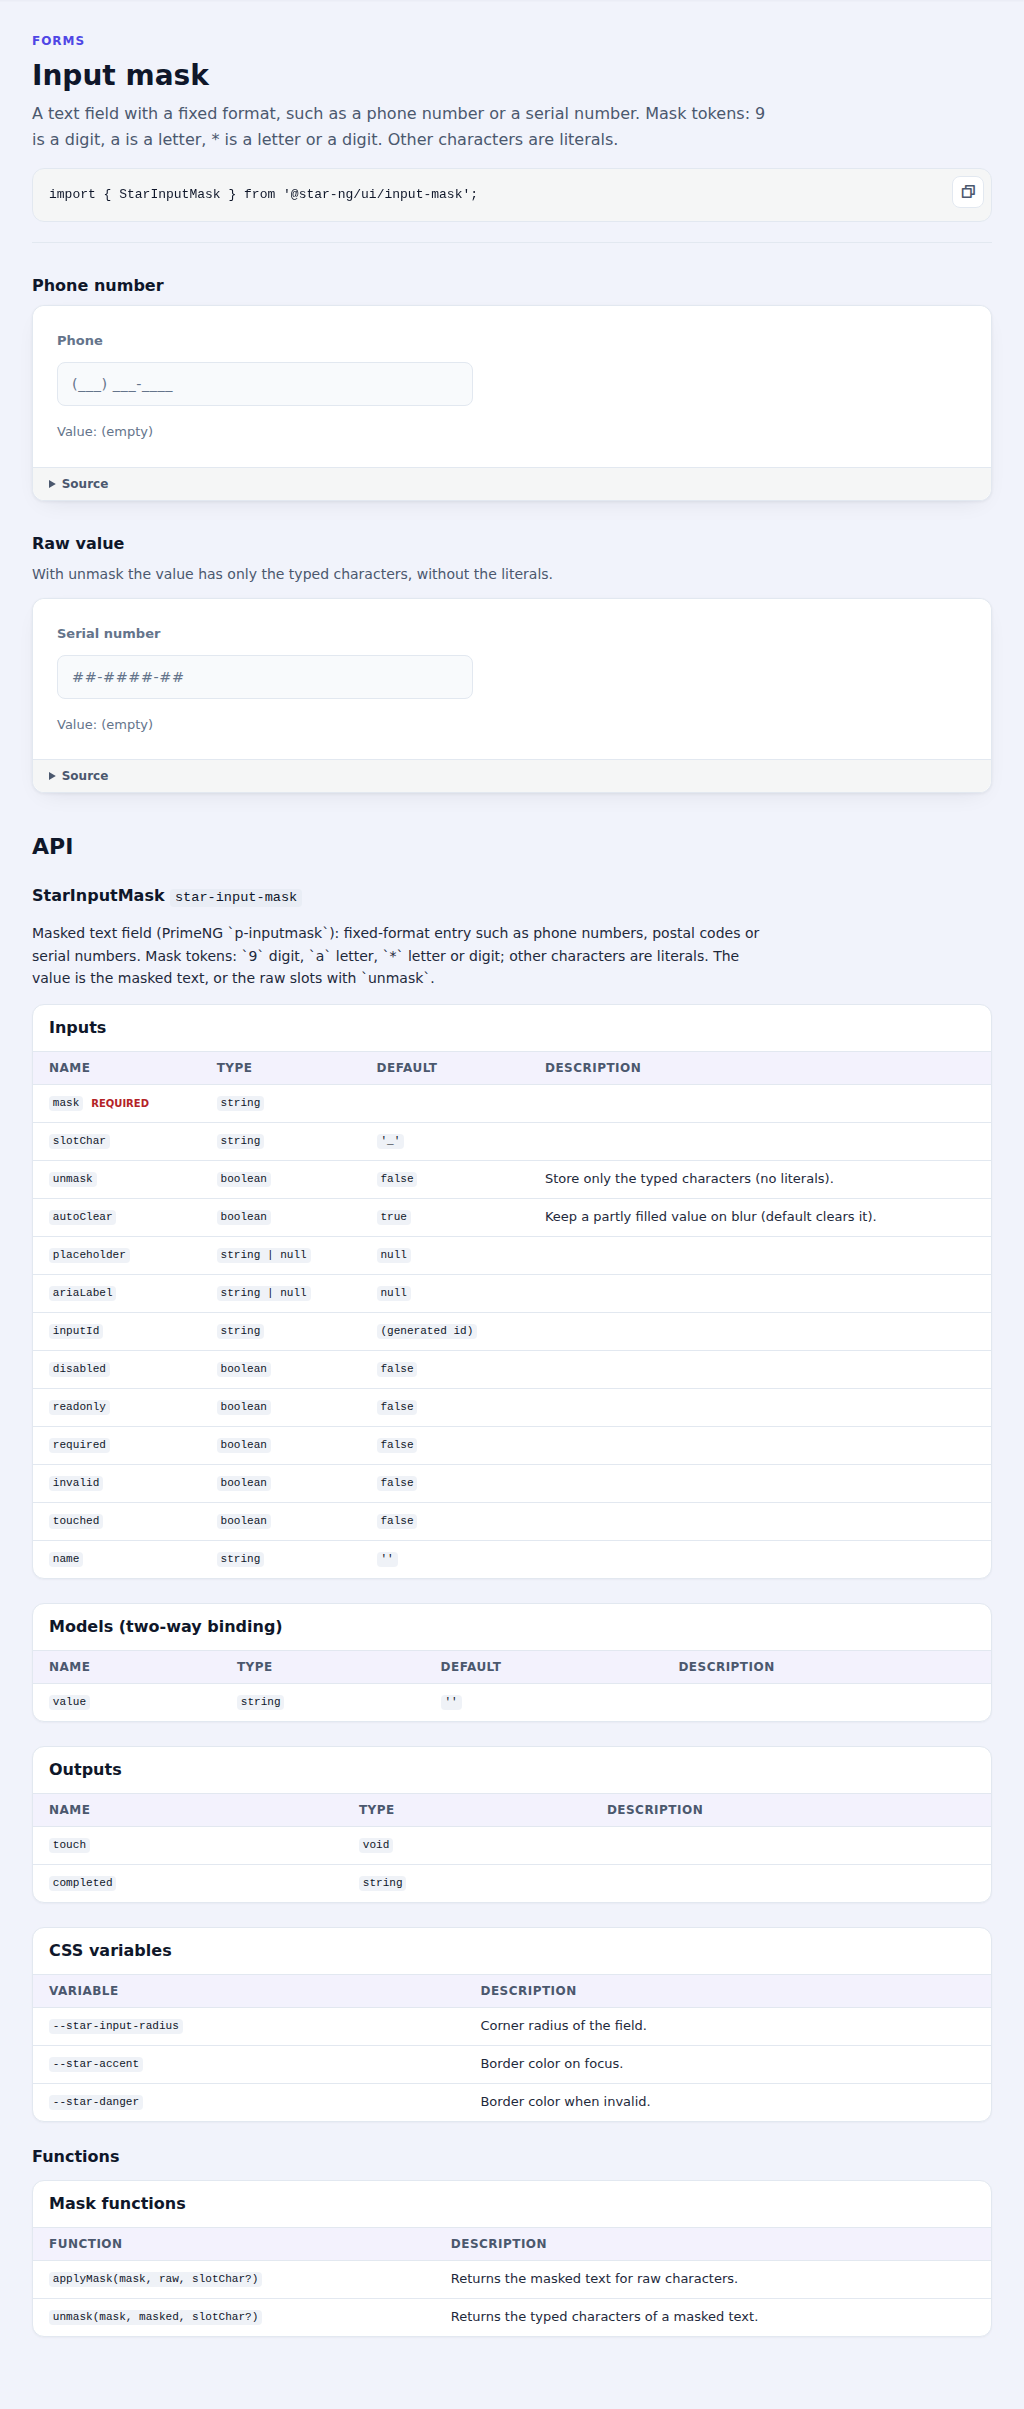 FORMS
Input mask
A text field with a fixed format, such as a phone number or a serial number. Mask tokens: 9
is a digit, a is a letter, * is a letter or a digit. Other characters are literals.
import { StarInputMask } from '@star-ng/ui/input-mask';
Phone number
Phone
(___) ___-____
Value: (empty)
Source
Raw value
With unmask the value has only the typed characters, without the literals.
Serial number
##-####-##
Value: (empty)
Source
API
StarInputMask star-input-mask
Masked text field (PrimeNG `p-inputmask`): fixed-format entry such as phone numbers, postal codes or
serial numbers. Mask tokens: `9` digit, `a` letter, `*` letter or digit; other characters are literals. The
value is the masked text, or the raw slots with `unmask`.
Inputs
NAME TYPE DEFAULT DESCRIPTION
mask REQUIRED string
slotChar string '_'
unmask boolean false Store only the typed characters (no literals).
autoClear boolean true Keep a partly filled value on blur (default clears it).
placeholder string | null null
ariaLabel string | null null
inputId string (generated id)
disabled boolean false
readonly boolean false
required boolean false
invalid boolean false
touched boolean false
name string ''
Models (two-way binding)
NAME TYPE DEFAULT DESCRIPTION
value string ''
Outputs
NAME TYPE DESCRIPTION
touch void
completed string
CSS variables
VARIABLE DESCRIPTION
--star-input-radius Corner radius of the field.
--star-accent Border color on focus.
--star-danger Border color when invalid.
Functions
Mask functions
FUNCTION DESCRIPTION
applyMask(mask, raw, slotChar?) Returns the masked text for raw characters.
unmask(mask, masked, slotChar?) Returns the typed characters of a masked text.